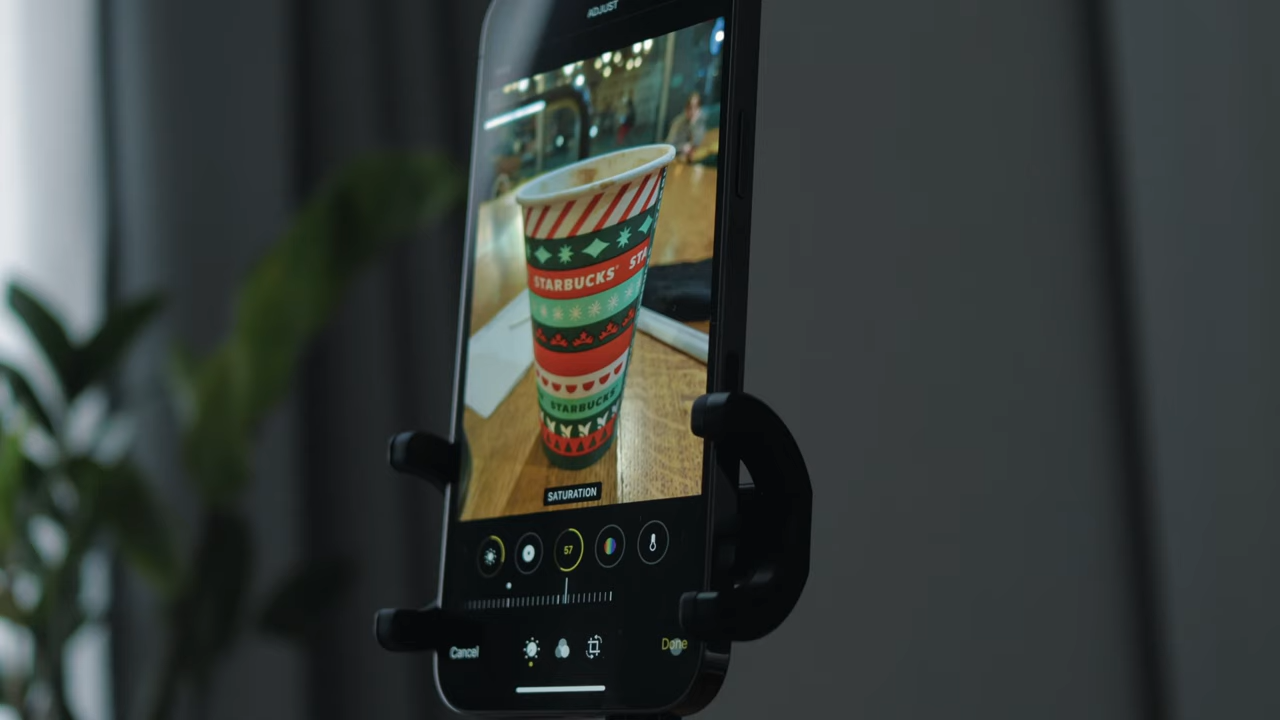 ADJUST
STARBUCKS STA
STARBUCKS
SATURATION
57
Cancel
Done